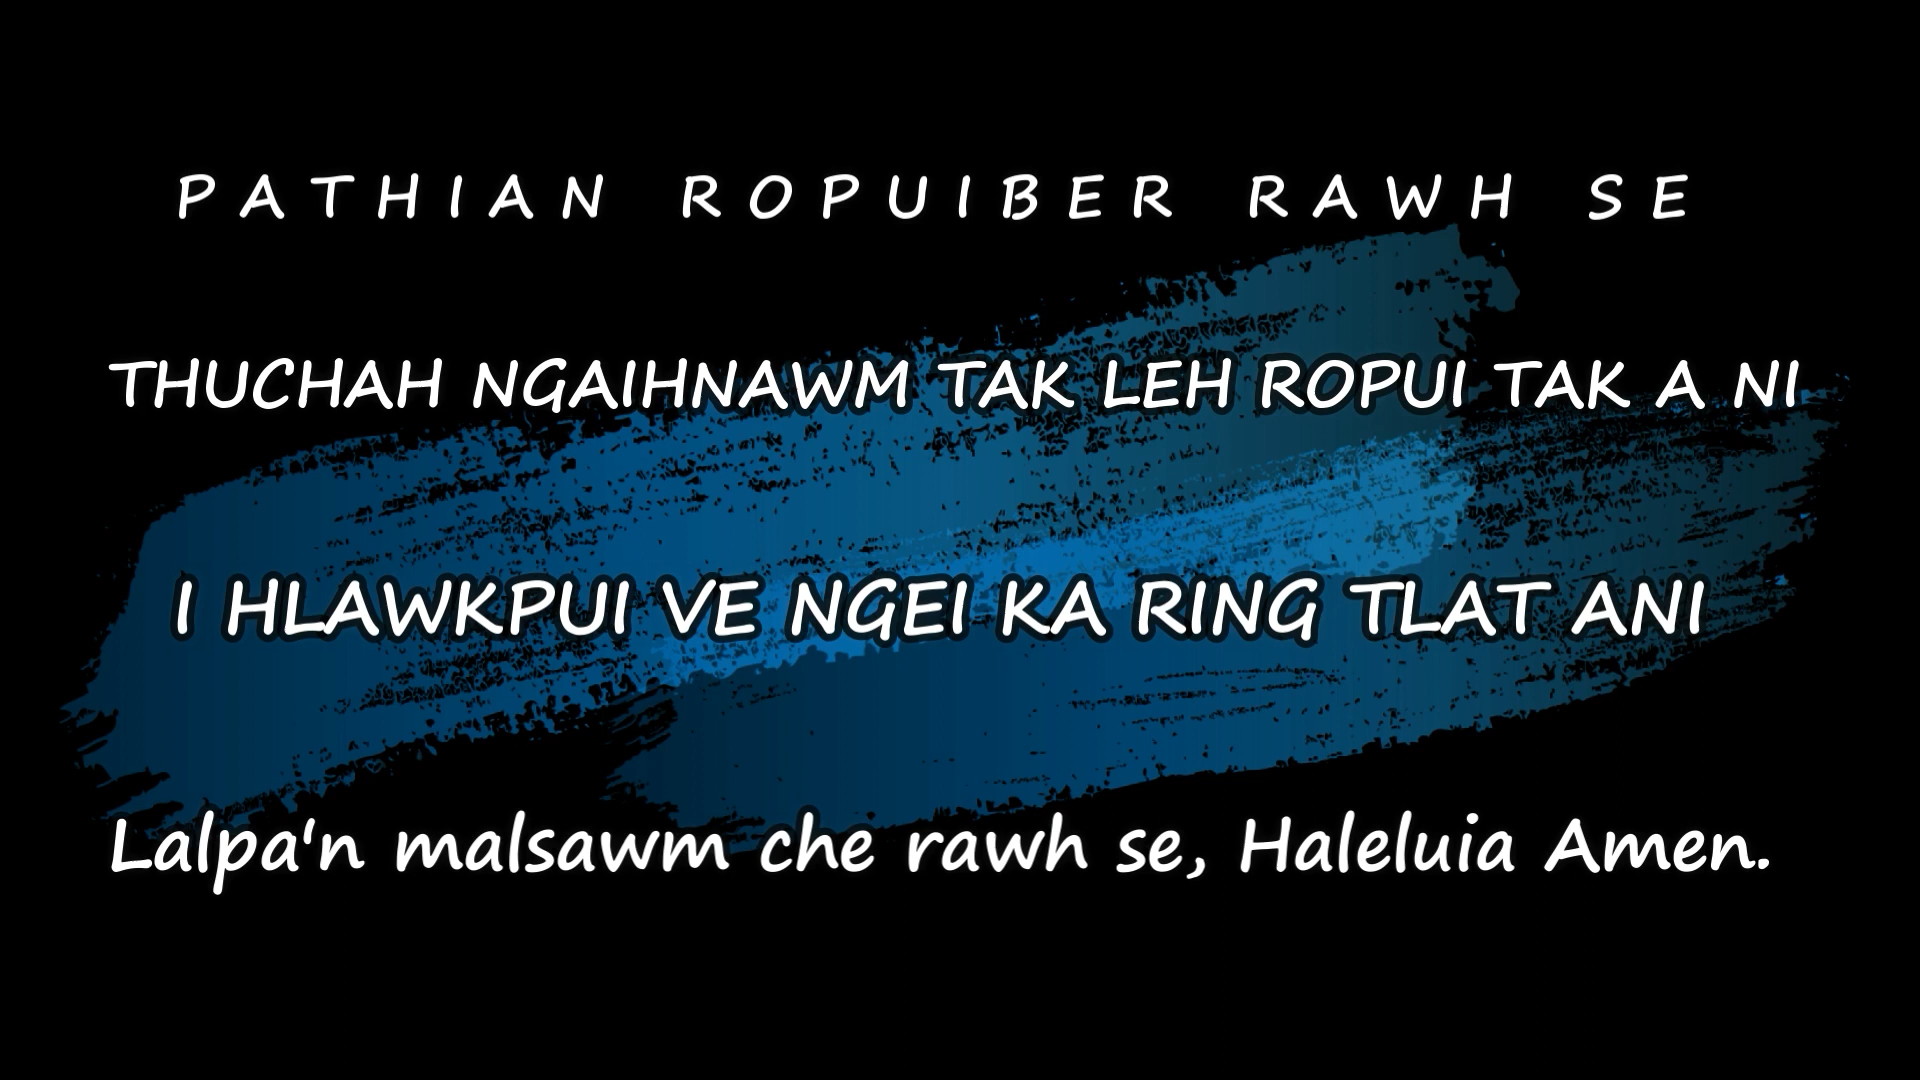 PATHIAN ROPUIBER RAWH SE
THUCHAH NGAIHNAWM TAK LEH ROPUI TAK A NI
I HLAWKPUI VE NGEI KA RING TLAT ANI
Lalpa'n malsawm che rawh se, Haleluia Amen.